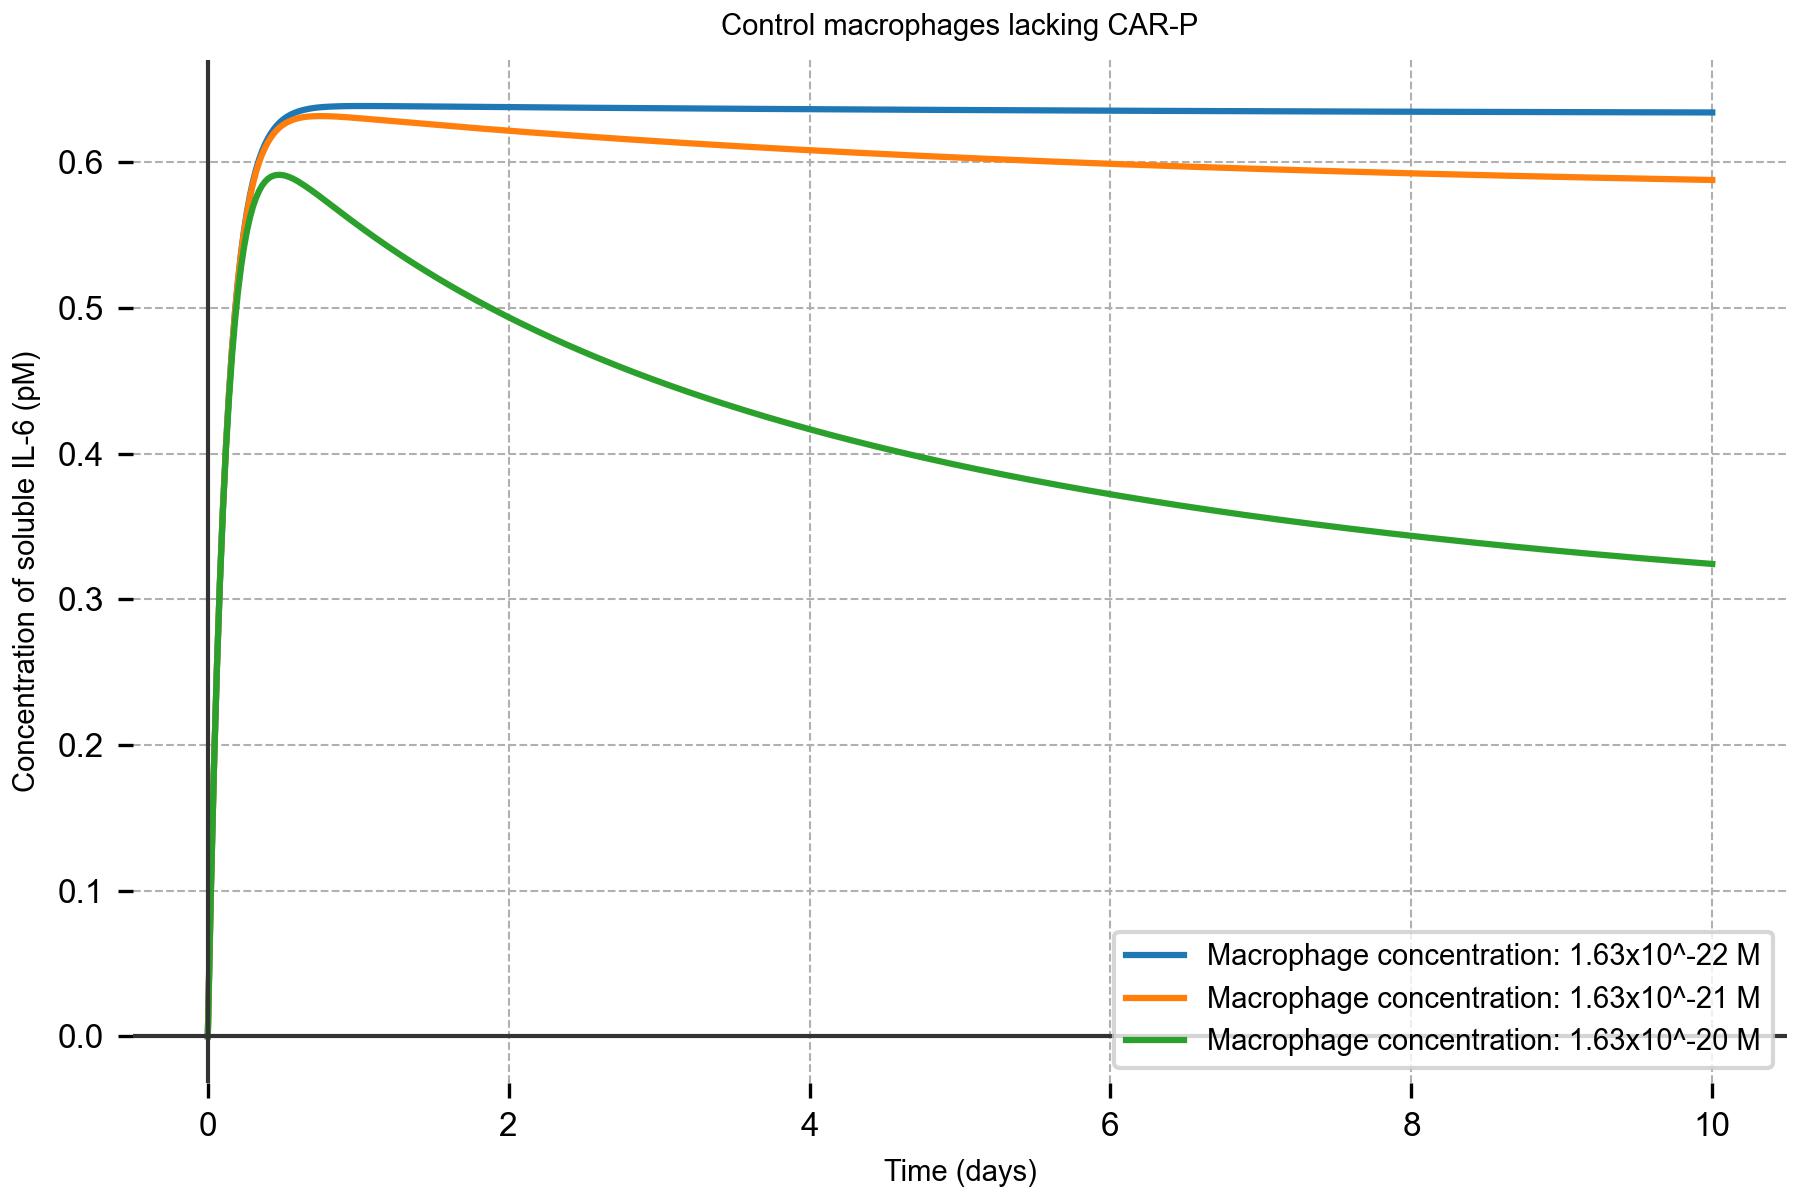 Control macrophages lacking CAR-P
Concentration of soluble IL-6 (pM)
0.6
0.5
0.4
0.3
0.2
0.1
0.0
Macrophage concentration: 1.63x10^-22 M
Macrophage concentration: 1.63x10^-21 M
Macrophage concentration: 1.63x10^-20 M
0 2 4 6 8 10
Time (days)